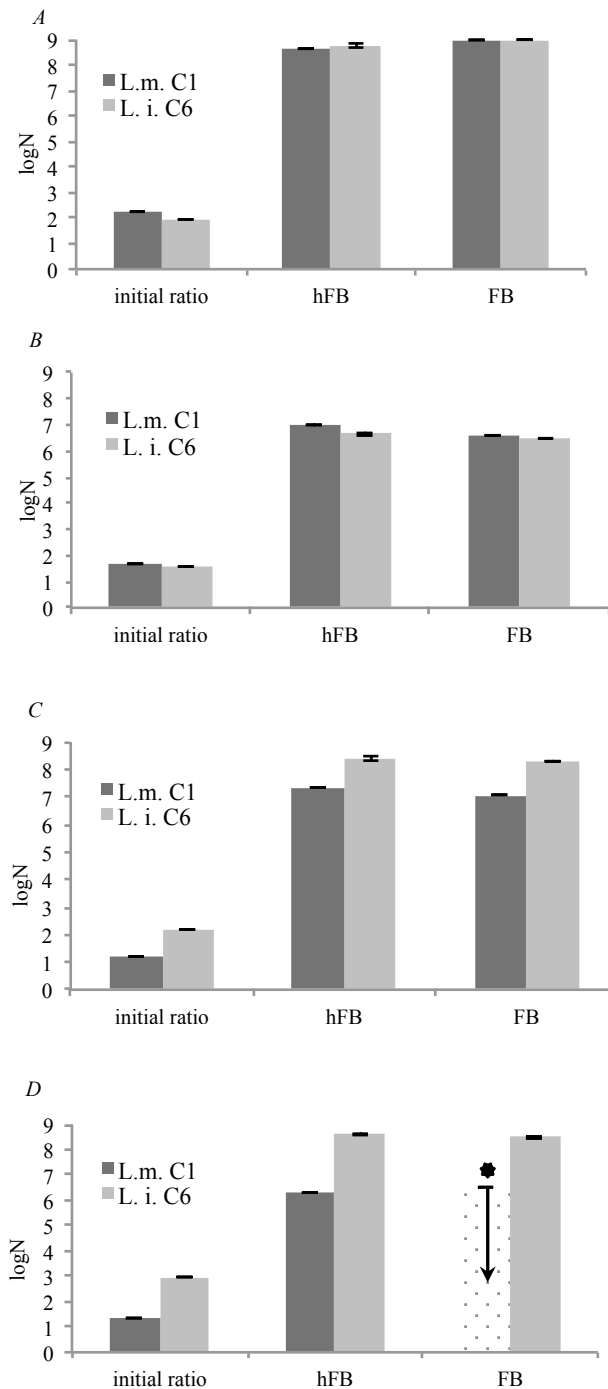 A
9
8
7
6
5
4
3
2
1
0
logN
L.m. C1
L. i. C6
initial ratio hFB FB
B
9
8
7
6
5
4
3
2
1
0
logN
L.m. C1
L. i. C6
initial ratio hFB FB
C
9
8
7
6
5
4
3
2
1
0
logN
L.m. C1
L. i. C6
initial ratio hFB FB
D
9
8
7
6
5
4
3
2
1
0
logN
L.m. C1
L. i. C6
initial ratio hFB FB